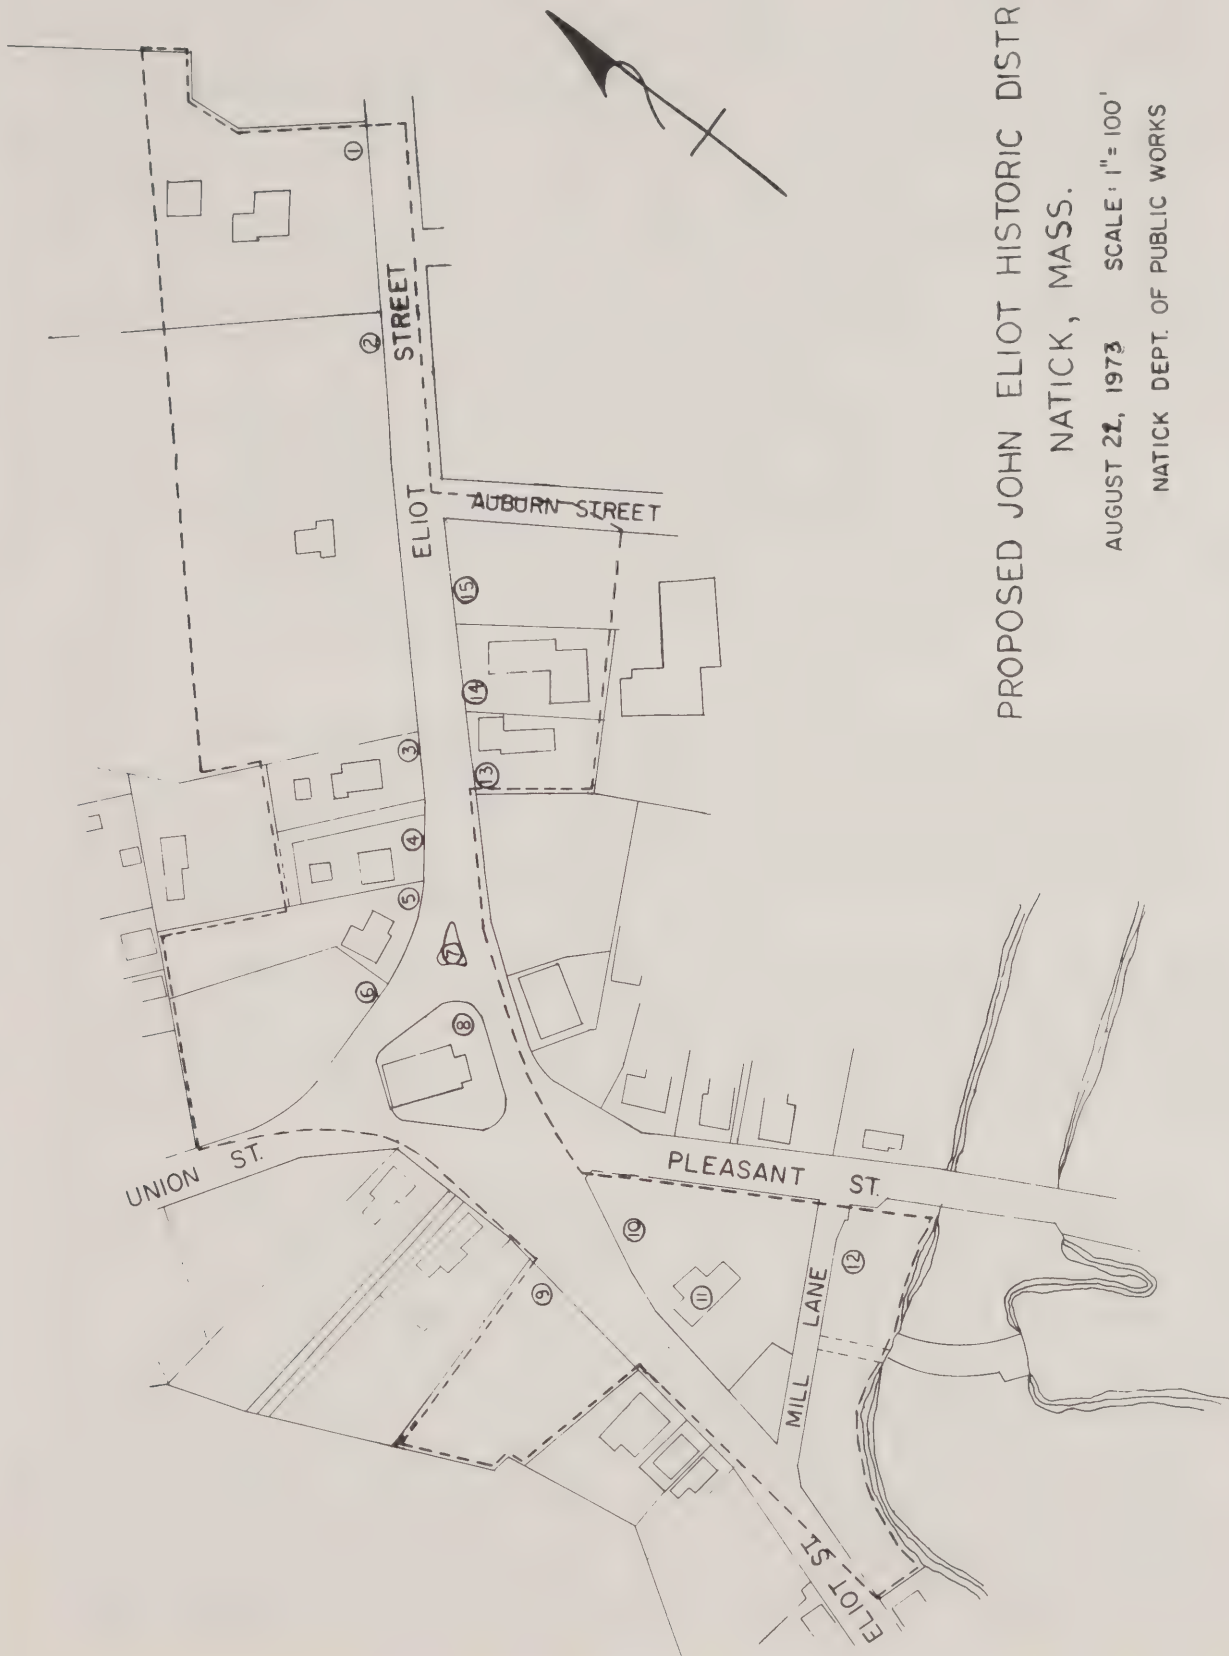 PROPOSED JOHN ELIOT HISTORIC DISTR
NATICK, MASS.
AUGUST 22, 1973 SCALE: 1" = 100'
NATICK DEPT. OF PUBLIC WORKS
STREET
ELIOT
AUBURN STREET
UNION ST.
PLEASANT ST.
MILL LANE
ELIOT ST.
1
2
3
4
5
6
7
8
9
10
11
12
13
14
15